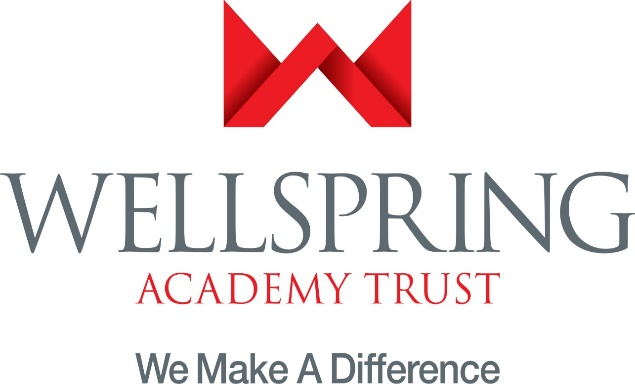 WELLSPRING
ACADEMY TRUST
We Make A Difference